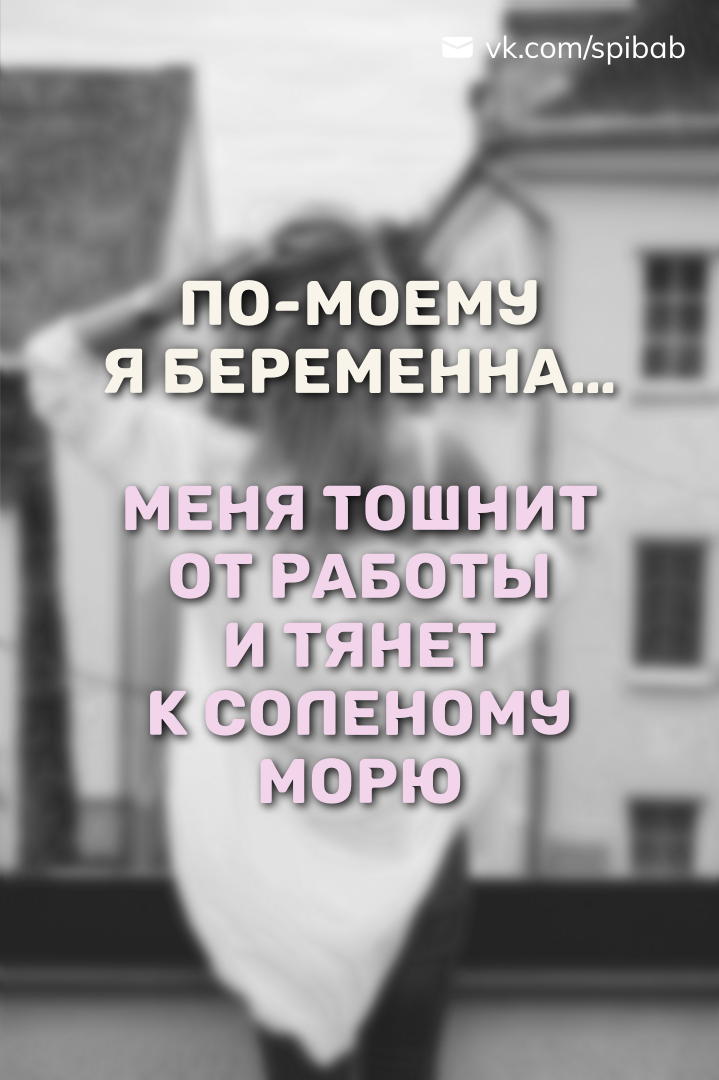 vk.com/spibab
ПО-МОЕМУ
Я БЕРЕМЕННА...
МЕНЯ ТОШНИТ
ОТ РАБОТЫ
И ТЯНЕТ
К СОЛЕНОМУ
МОРЮ